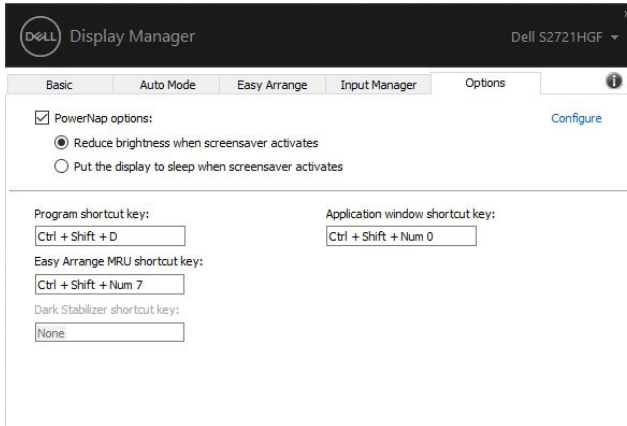 DELL Display Manager Dell S2721HGF
Basic Auto Mode Easy Arrange Input Manager Options
PowerNap options: Configure
Reduce brightness when screensaver activates
Put the display to sleep when screensaver activates
Program shortcut key: Application window shortcut key:
Ctrl + Shift + D Ctrl + Shift + Num 0
Easy Arrange MRU shortcut key:
Ctrl + Shift + Num 7
Dark Stabilizer shortcut key:
None